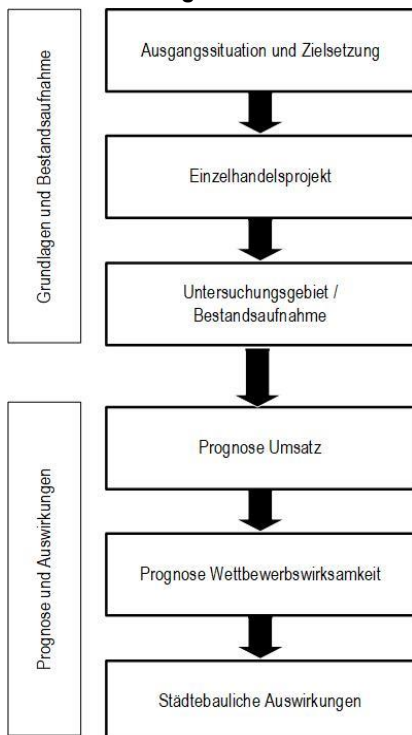 Grundlagen und Bestandsaufnahme
Ausgangssituation und Zielsetzung
Einzelhandelsprojekt
Untersuchungsgebiet /
Bestandsaufnahme
Prognose und Auswirkungen
Prognose Umsatz
Prognose Wettbewerbswirksamkeit
Städtebauliche Auswirkungen